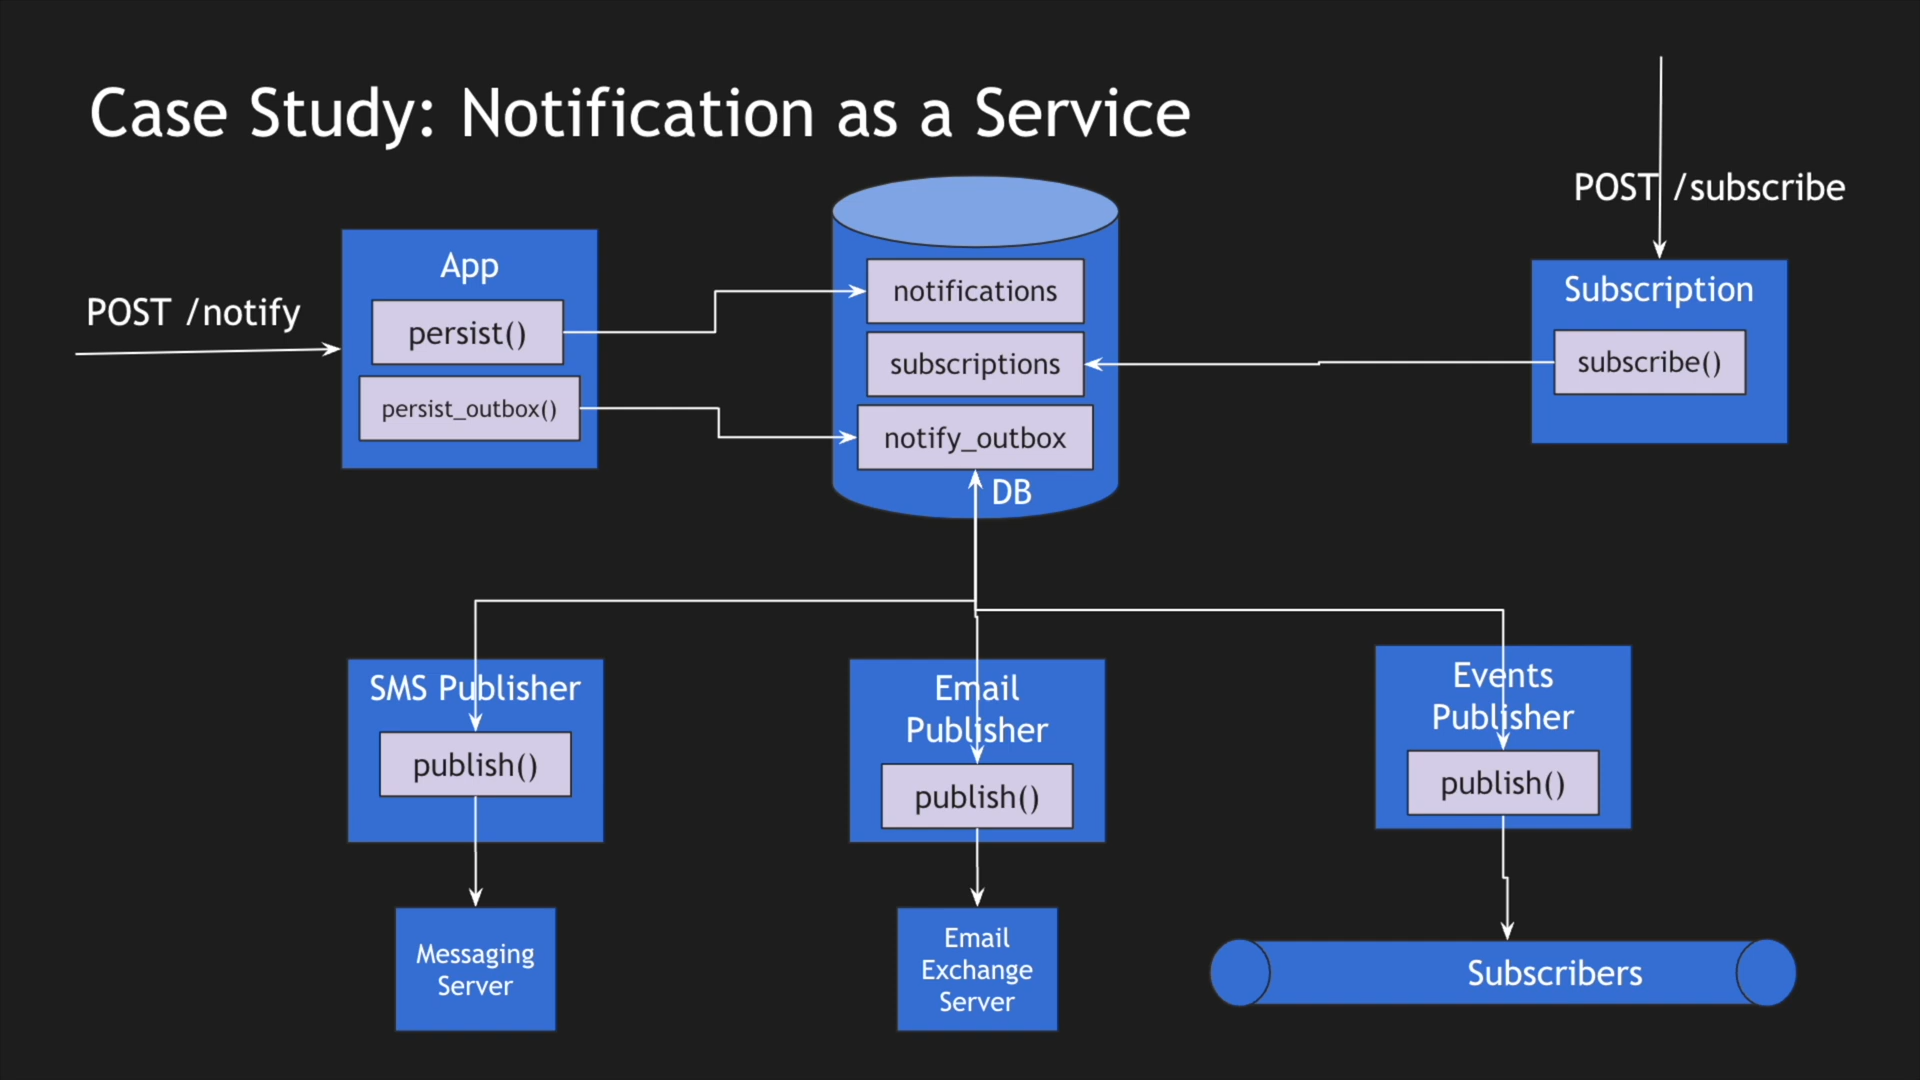 Case Study: Notification as a Service
POST /subscribe
App
POST /notify
persist()
persist_outbox()
notifications
subscriptions
notify_outbox
DB
Subscription
subscribe()
SMS Publisher
publish()
Email
Publisher
publish()
Events
Publisher
publish()
Messaging
Server
Email
Exchange
Server
Subscribers